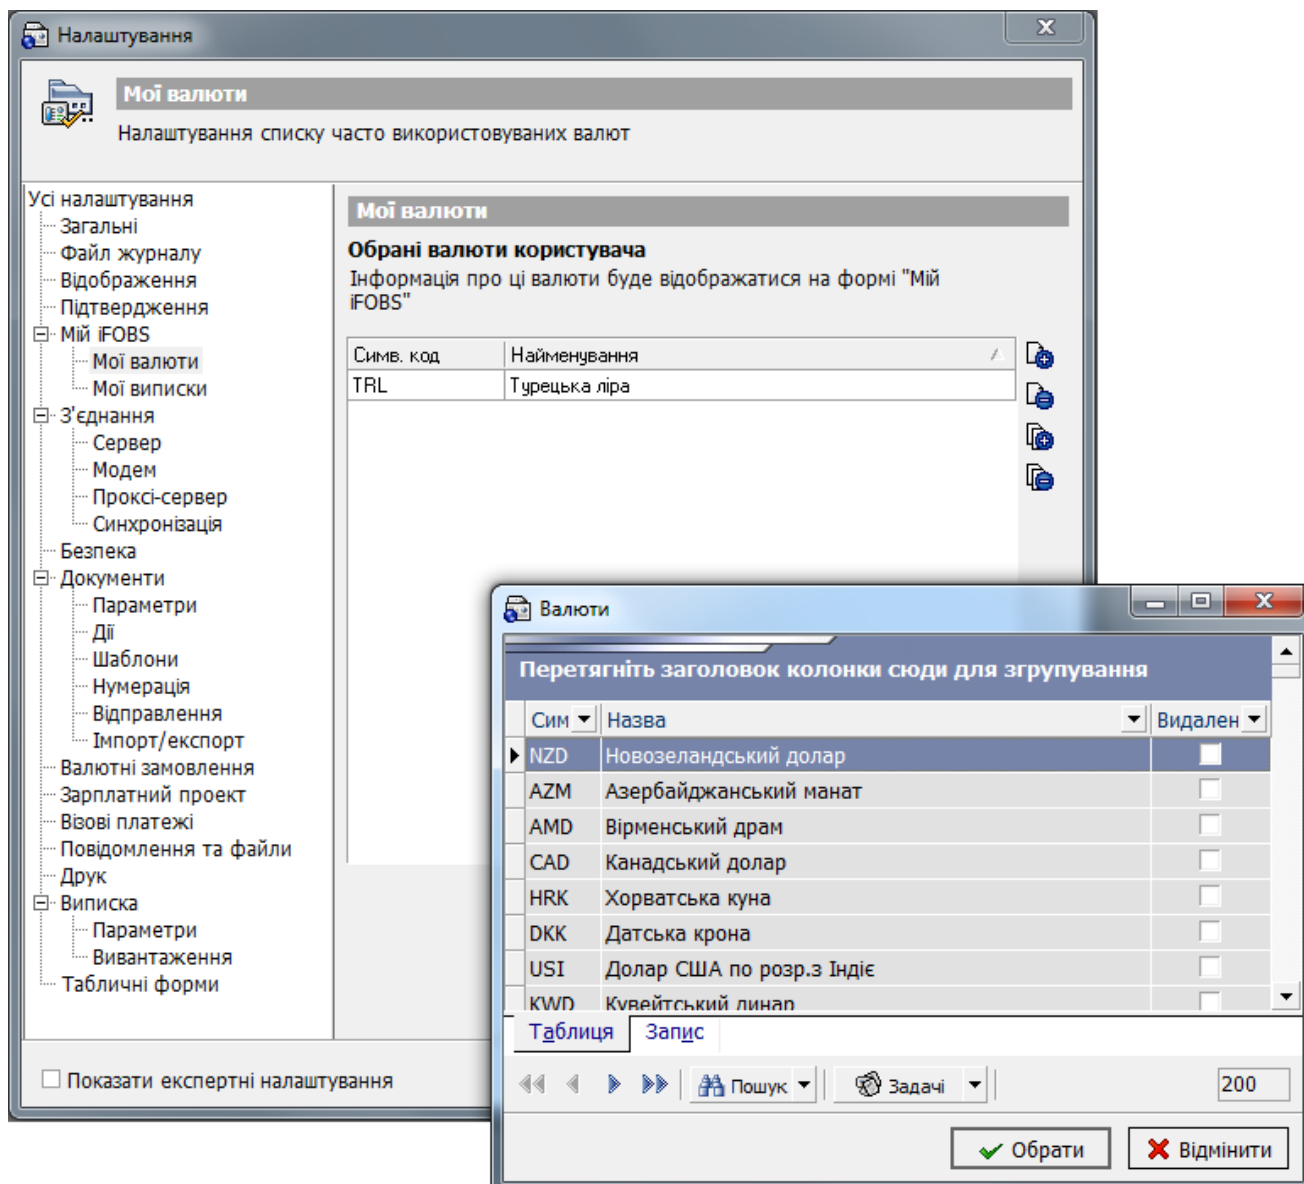 Налаштування
Мої валюти
Налаштування списку часто використовуваних валют
Усі налаштування
Загальні
Файл журналу
Відображення
Підтвердження
Мій iFOBS
Мої валюти
Мої виписки
З'єднання
Сервер
Модем
Проксі-сервер
Синхронізація
Безпека
Документи
Параметри
Дії
Шаблони
Нумерація
Відправлення
Імпорт/експорт
Валютні замовлення
Зарплатний проект
Візові платежі
Повідомлення та файли
Друк
Виписка
Параметри
Вивантаження
Табличні форми
Показати експертні налаштування
Мої валюти
Обрані валюти користувача
Інформація про ці валюти буде відображатися на формі "Мій
iFOBS"
Симв. код Найменування
TRL Турецька ліра
Валюти
Перетягніть заголовок колонки сюди для згрупування
Сим Назва Видален
NZD Новозеландський долар
AZM Азербайджанський манат
AMD Вірменський драм
CAD Канадський долар
HRK Хорватська куна
DKK Датська крона
USI Долар США по розр.з Індіє
KWD Кувейтський динар
Таблиця Запис
Пошук Задачі 200
Обрати Відмінити